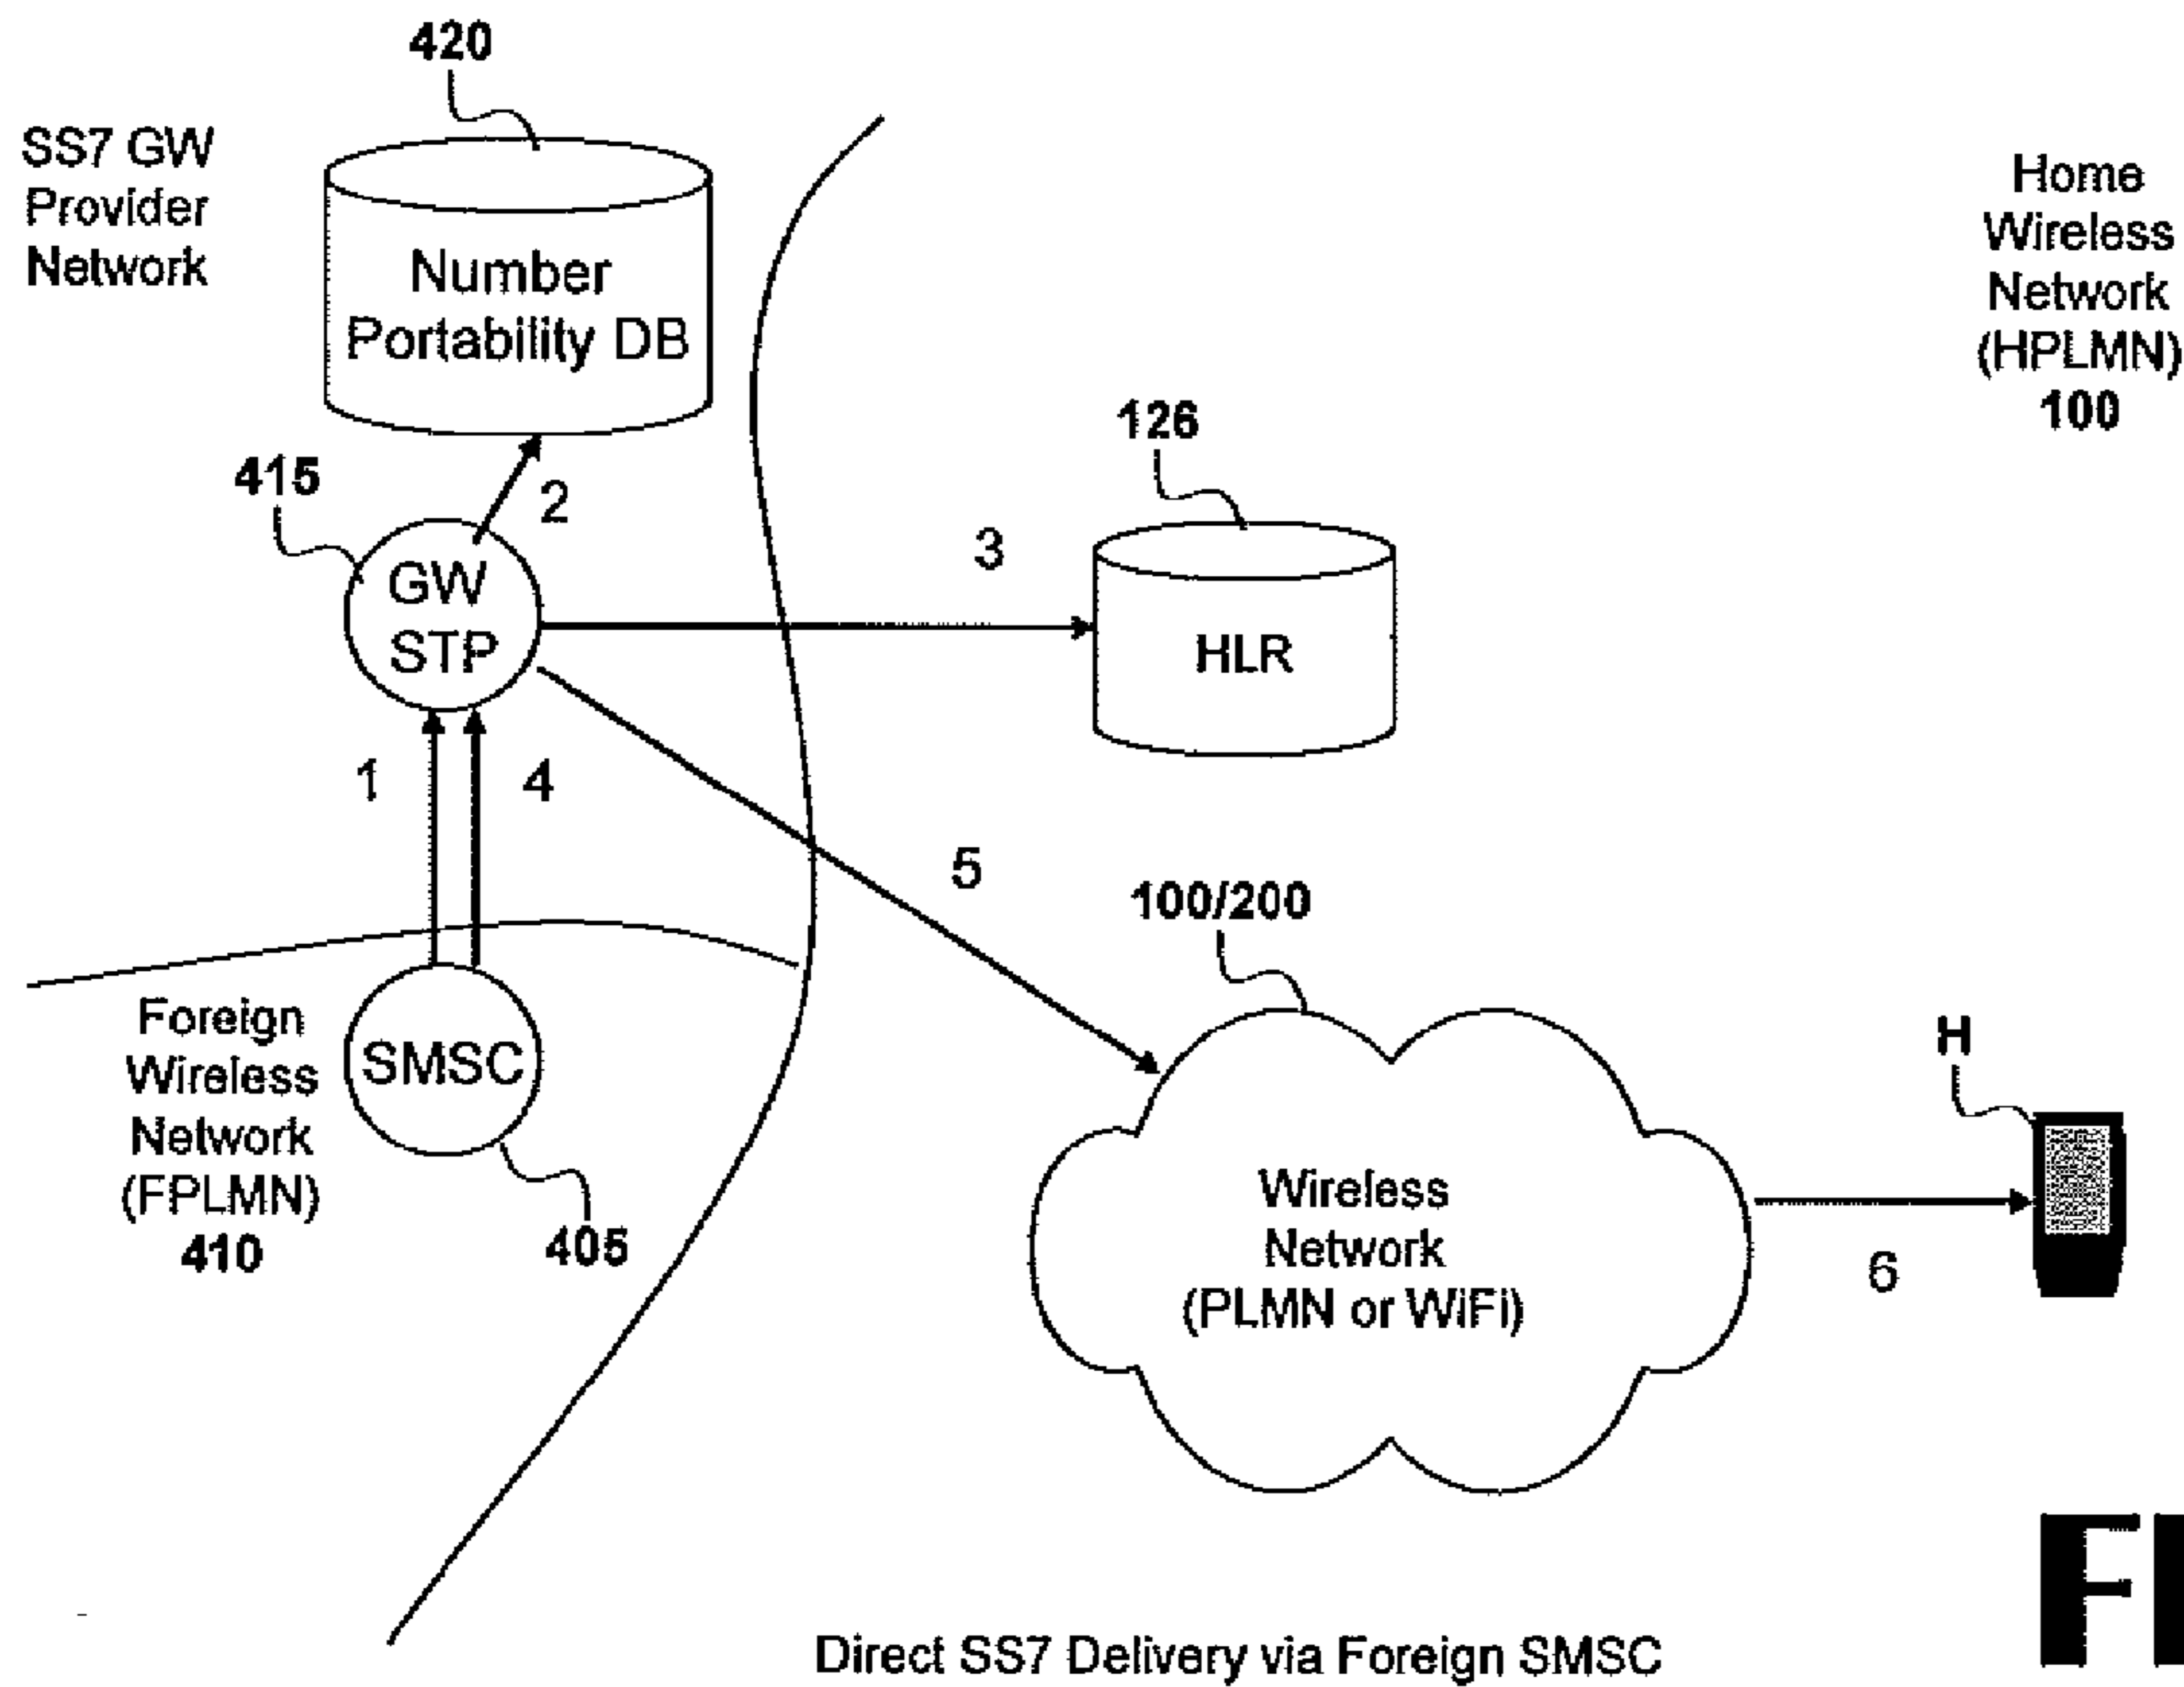 420
SS7 GW
Provider
Network
Number
Portability DB
Home
Wireless
Network
(HPLMN)
100
126
415
2
3
GW
STP
HLR
1
4
5
100/200
Foreign
Wireless
Network
(FPLMN)
410
SMSC
405
H
Wireless
Network
(PLMN or WiFi)
6
Direct SS7 Delivery via Foreign SMSC